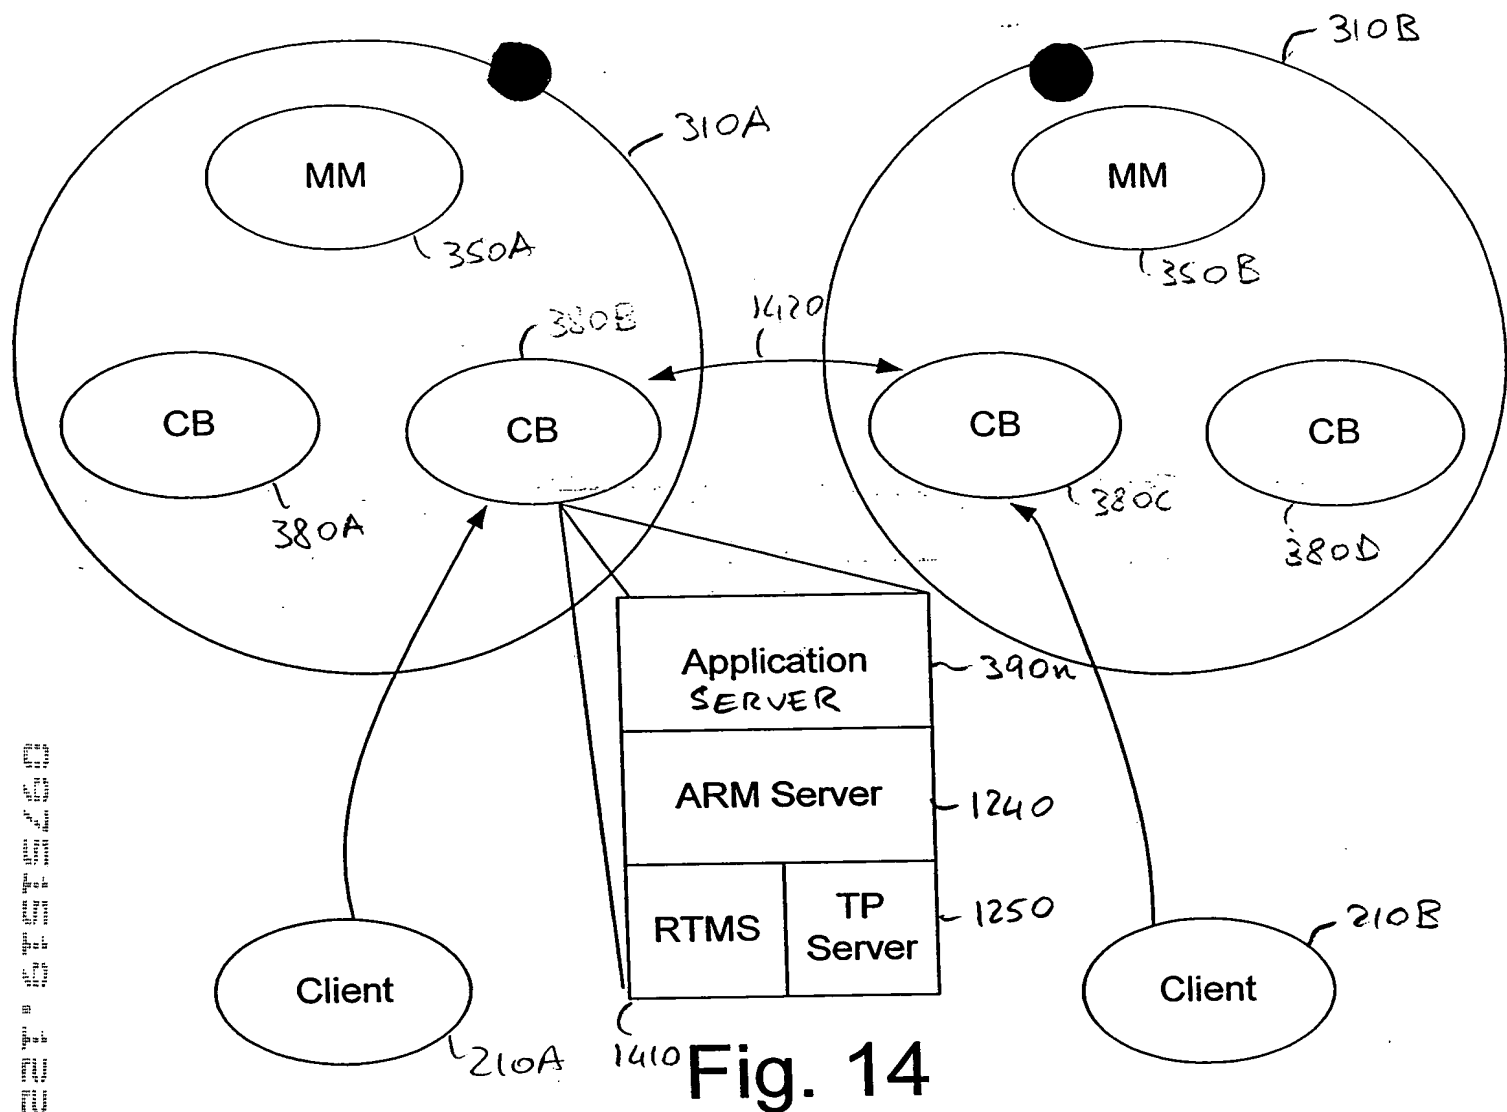 310B
310A
MM
MM
350A
350B
1420
380B
CB
CB
CB
CB
380A
380C
380D
Application
SERVER
390n
ARM Server
1240
RTMS
TP
Server
1250
210B
Client
Client
210A
1410
Fig. 14